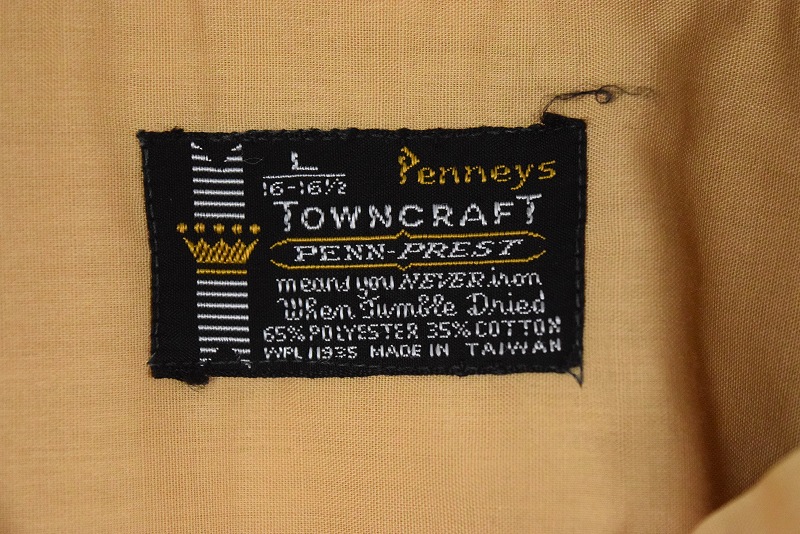 L
16-16½
Penneys
TOWNCRAFT
PENN-PREST
means you NEVER iron
When Tumble Dried
65% POLYESTER 35% COTTON
WPL 11935 MADE IN TAIWAN